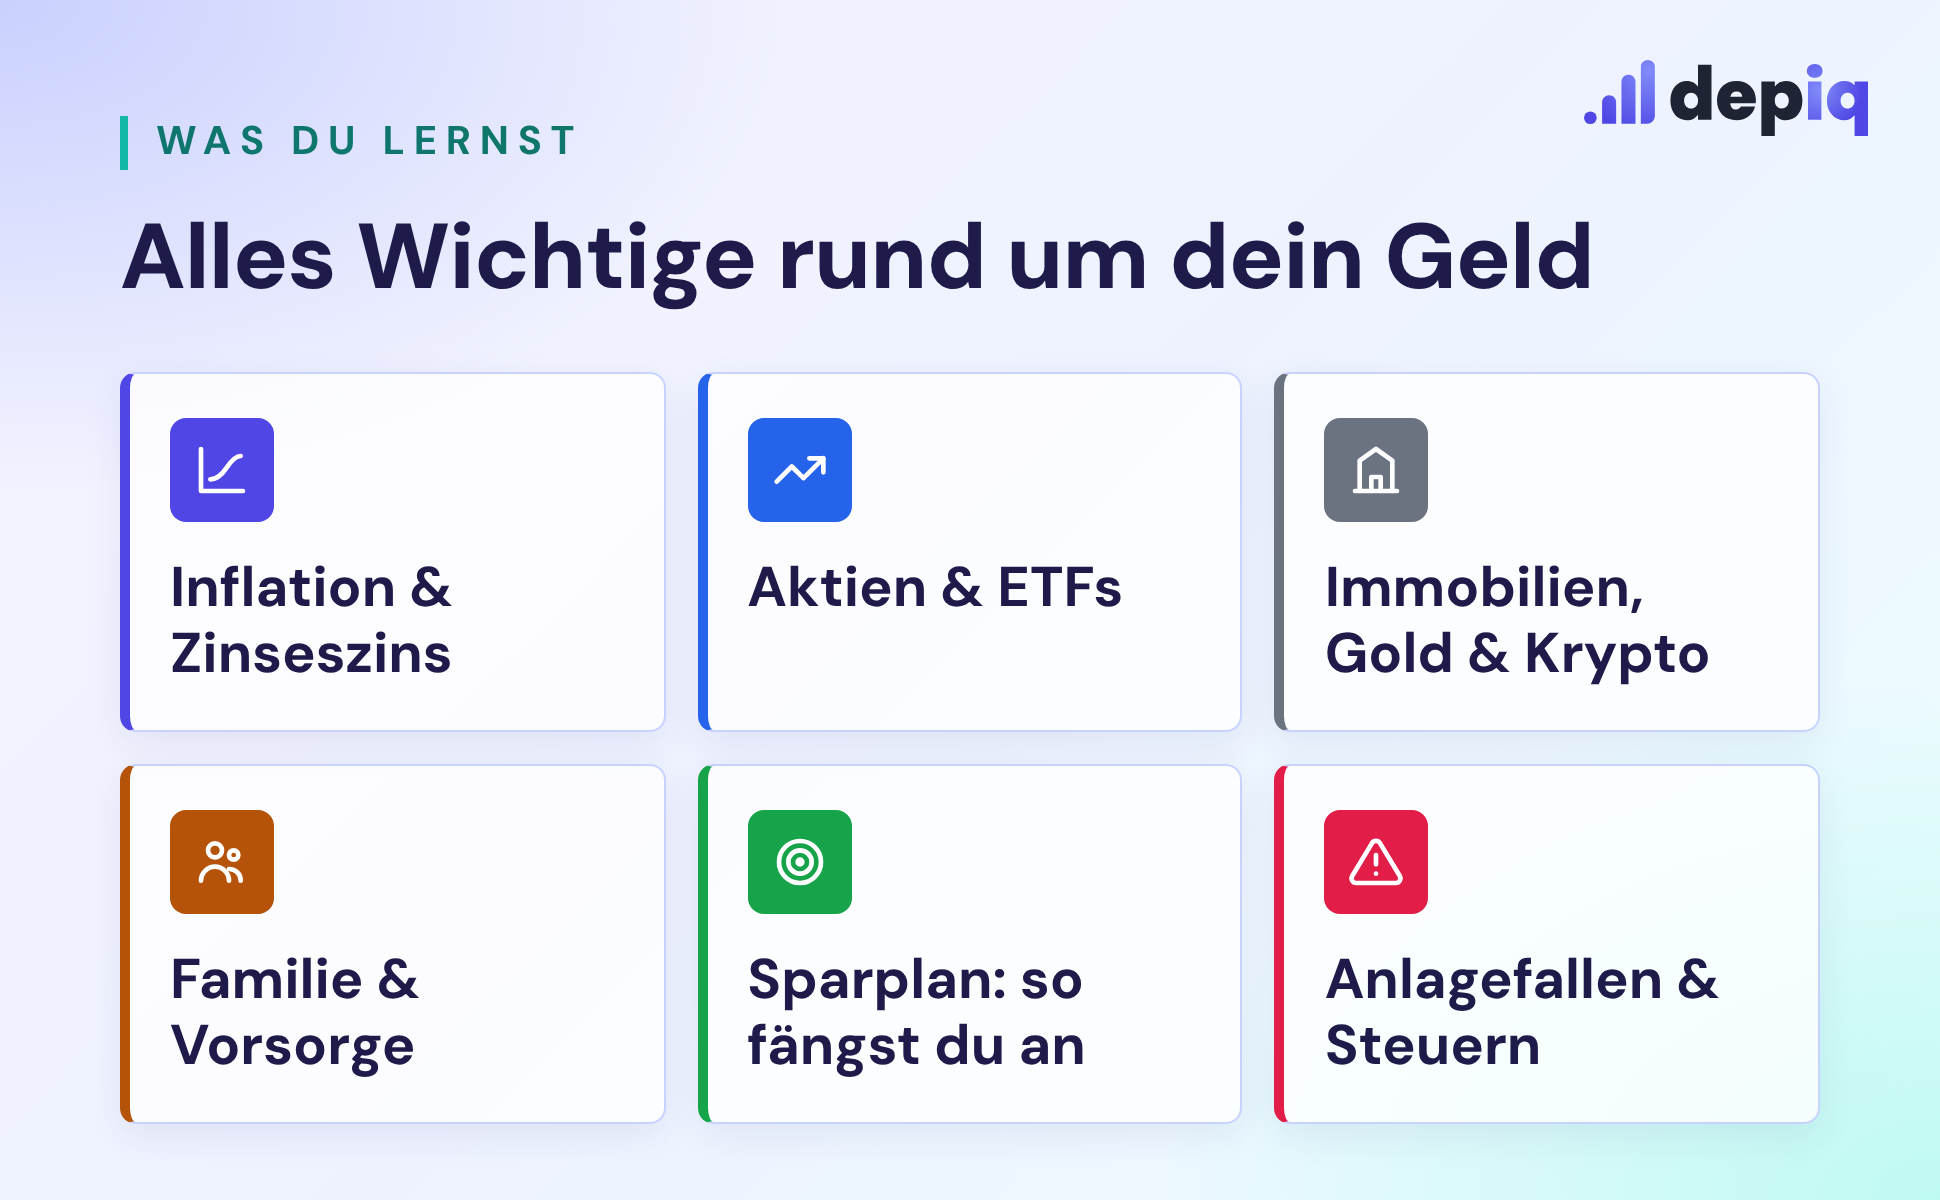 depiq
WAS DU LERNST
Alles Wichtige rund um dein Geld
Inflation &
Zinseszins
Aktien & ETFs
Immobilien,
Gold & Krypto
Familie &
Vorsorge
Sparplan: so
fängst du an
Anlagefallen &
Steuern